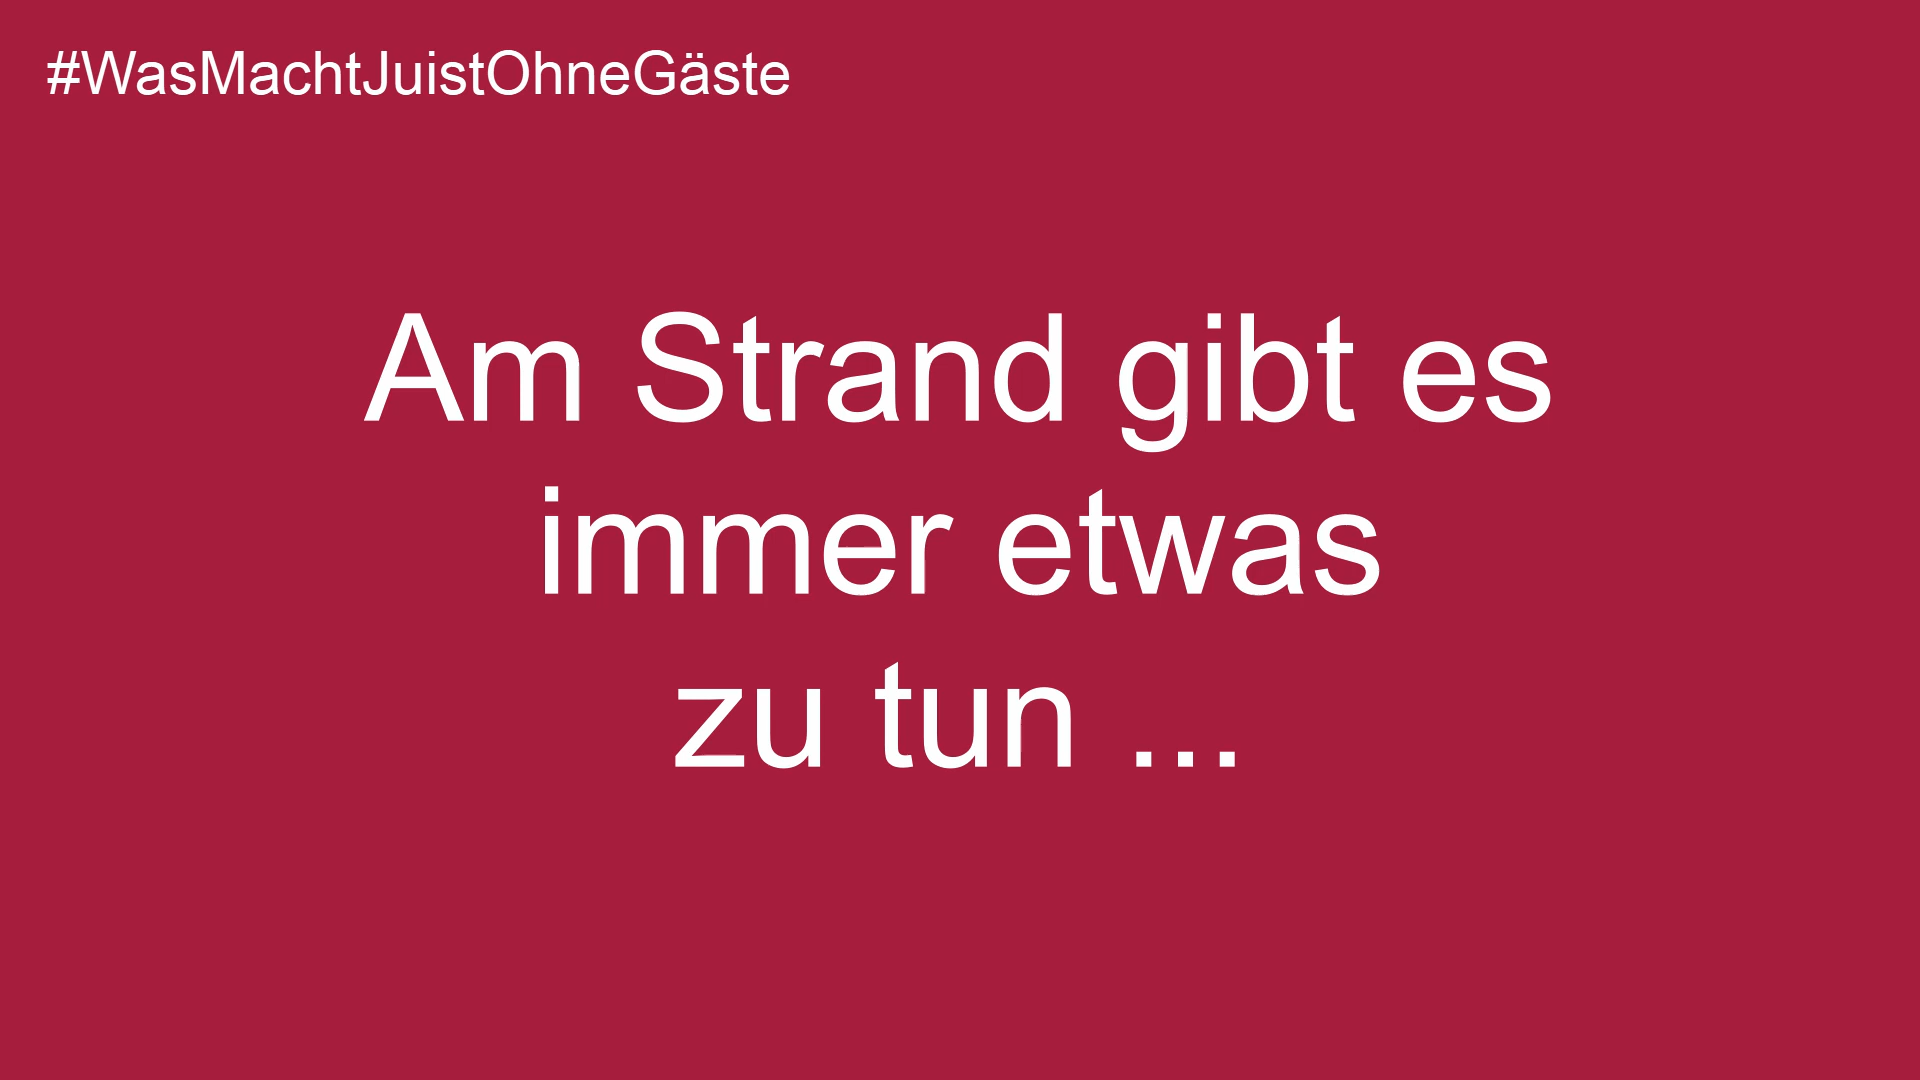 #WasMachtJuistOhneGäste
Am Strand gibt es
immer etwas
zu tun ...